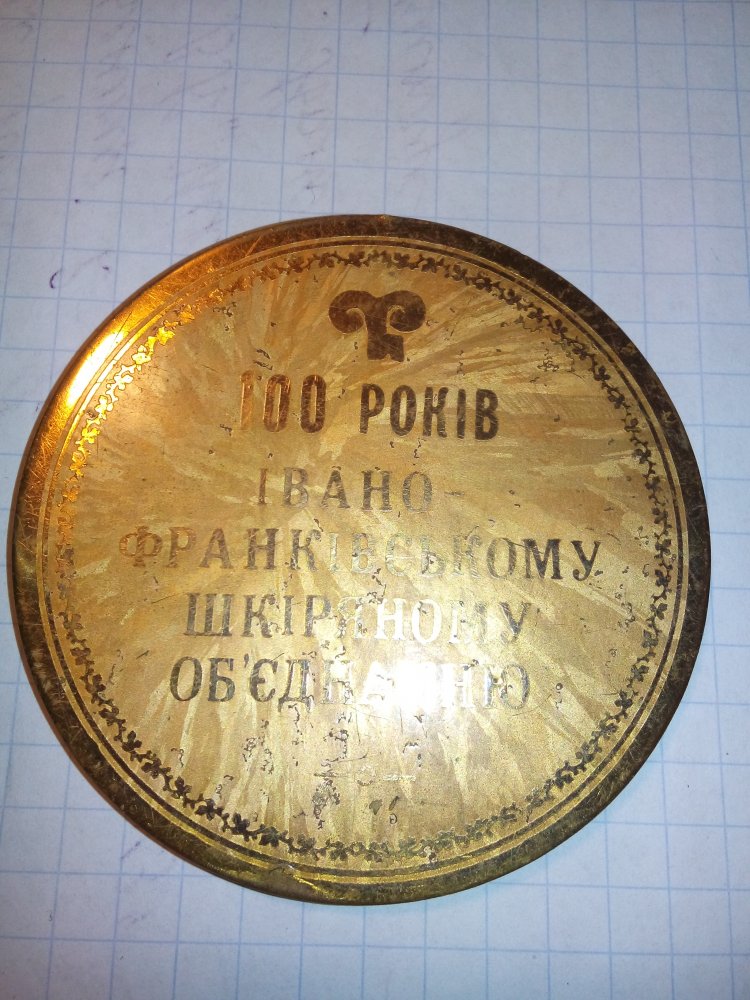 100 РОКІВ
ІВАНО-
ФРАНКІВСЬКОМУ
ШКІРЯНОМУ
ОБ'ЄДНАННЮ